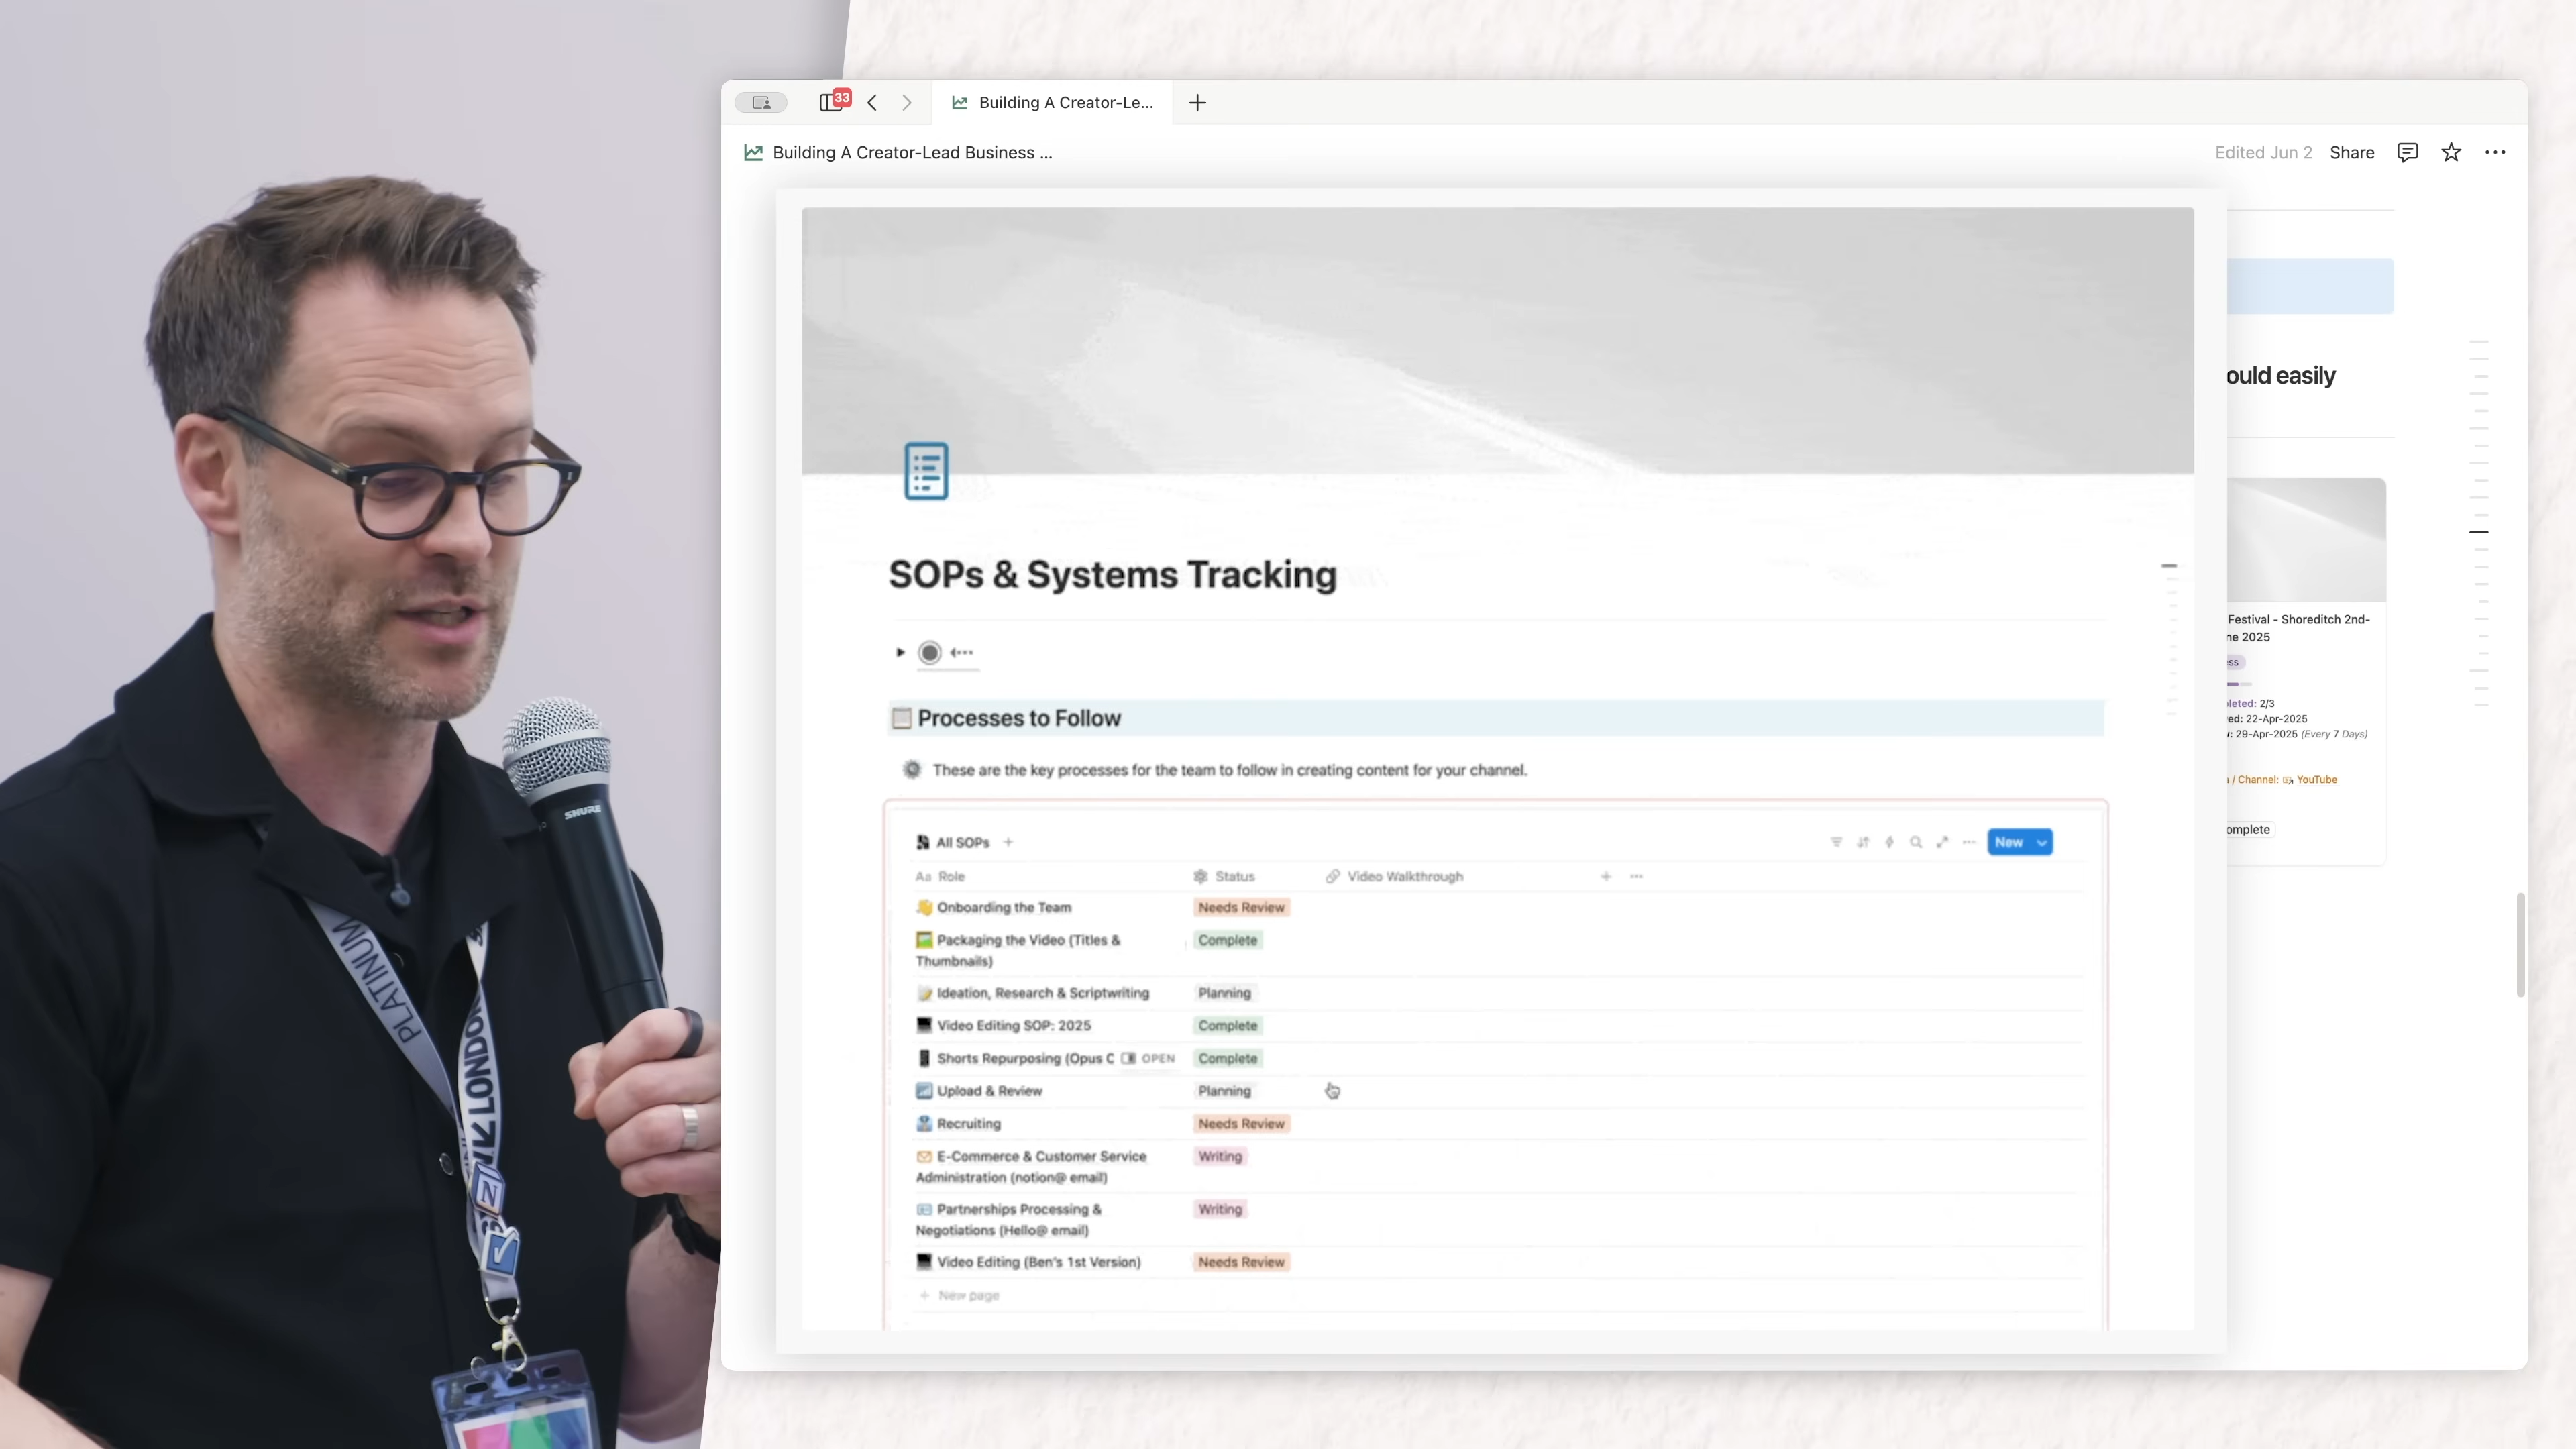 33
Building A Creator-Le...
Building A Creator-Lead Business ...
Edited Jun 2
Share
ould easily
SOPs & Systems Tracking
Processes to Follow
These are the key processes for the team to follow in creating content for your channel.
All SOPs
New
Aa Role
Status
Video Walkthrough
Onboarding the Team
Needs Review
Packaging the Video (Titles &
Thumbnails)
Complete
Ideation, Research & Scriptwriting
Planning
Video Editing SOP: 2025
Complete
Shorts Repurposing (Opus C
OPEN
Complete
Upload & Review
Planning
Recruiting
Needs Review
E-Commerce & Customer Service
Administration (notion@ email)
Writing
Partnerships Processing &
Negotiations (Hello@ email)
Writing
Video Editing (Ben's 1st Version)
Needs Review
New page
Festival - Shoreditch 2nd-
ne 2025
ss
leted: 2/3
ed: 22-Apr-2025
: 29-Apr-2025 (Every 7 Days)
/ Channel: YouTube
omplete
SHURE
PLATINUM
LONDON